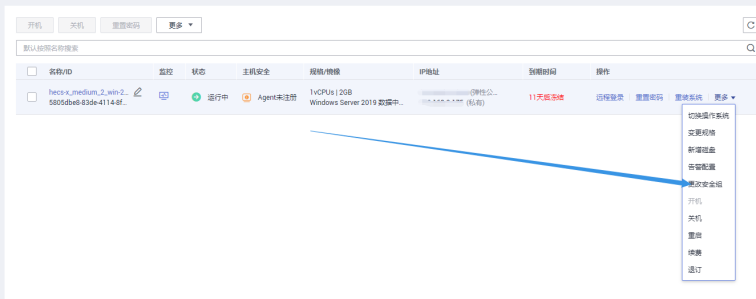 开机 关机 重置密码 更多
默认按照名称搜索
名称/ID 监控 状态 主机安全 规格/镜像 IP地址 到期时间 操作
hecs-x_medium_2_win-2... 运行中 Agent未注册 1vCPUs | 2GB (弹性公... 11天后冻结 远程登录 重置密码 重装系统 更多
5805dbe8-83de-4114-8f... Windows Server 2019 数据中... (私有)
切换操作系统
变更规格
新增磁盘
告警配置
更改安全组
开机
关机
重启
续费
退订